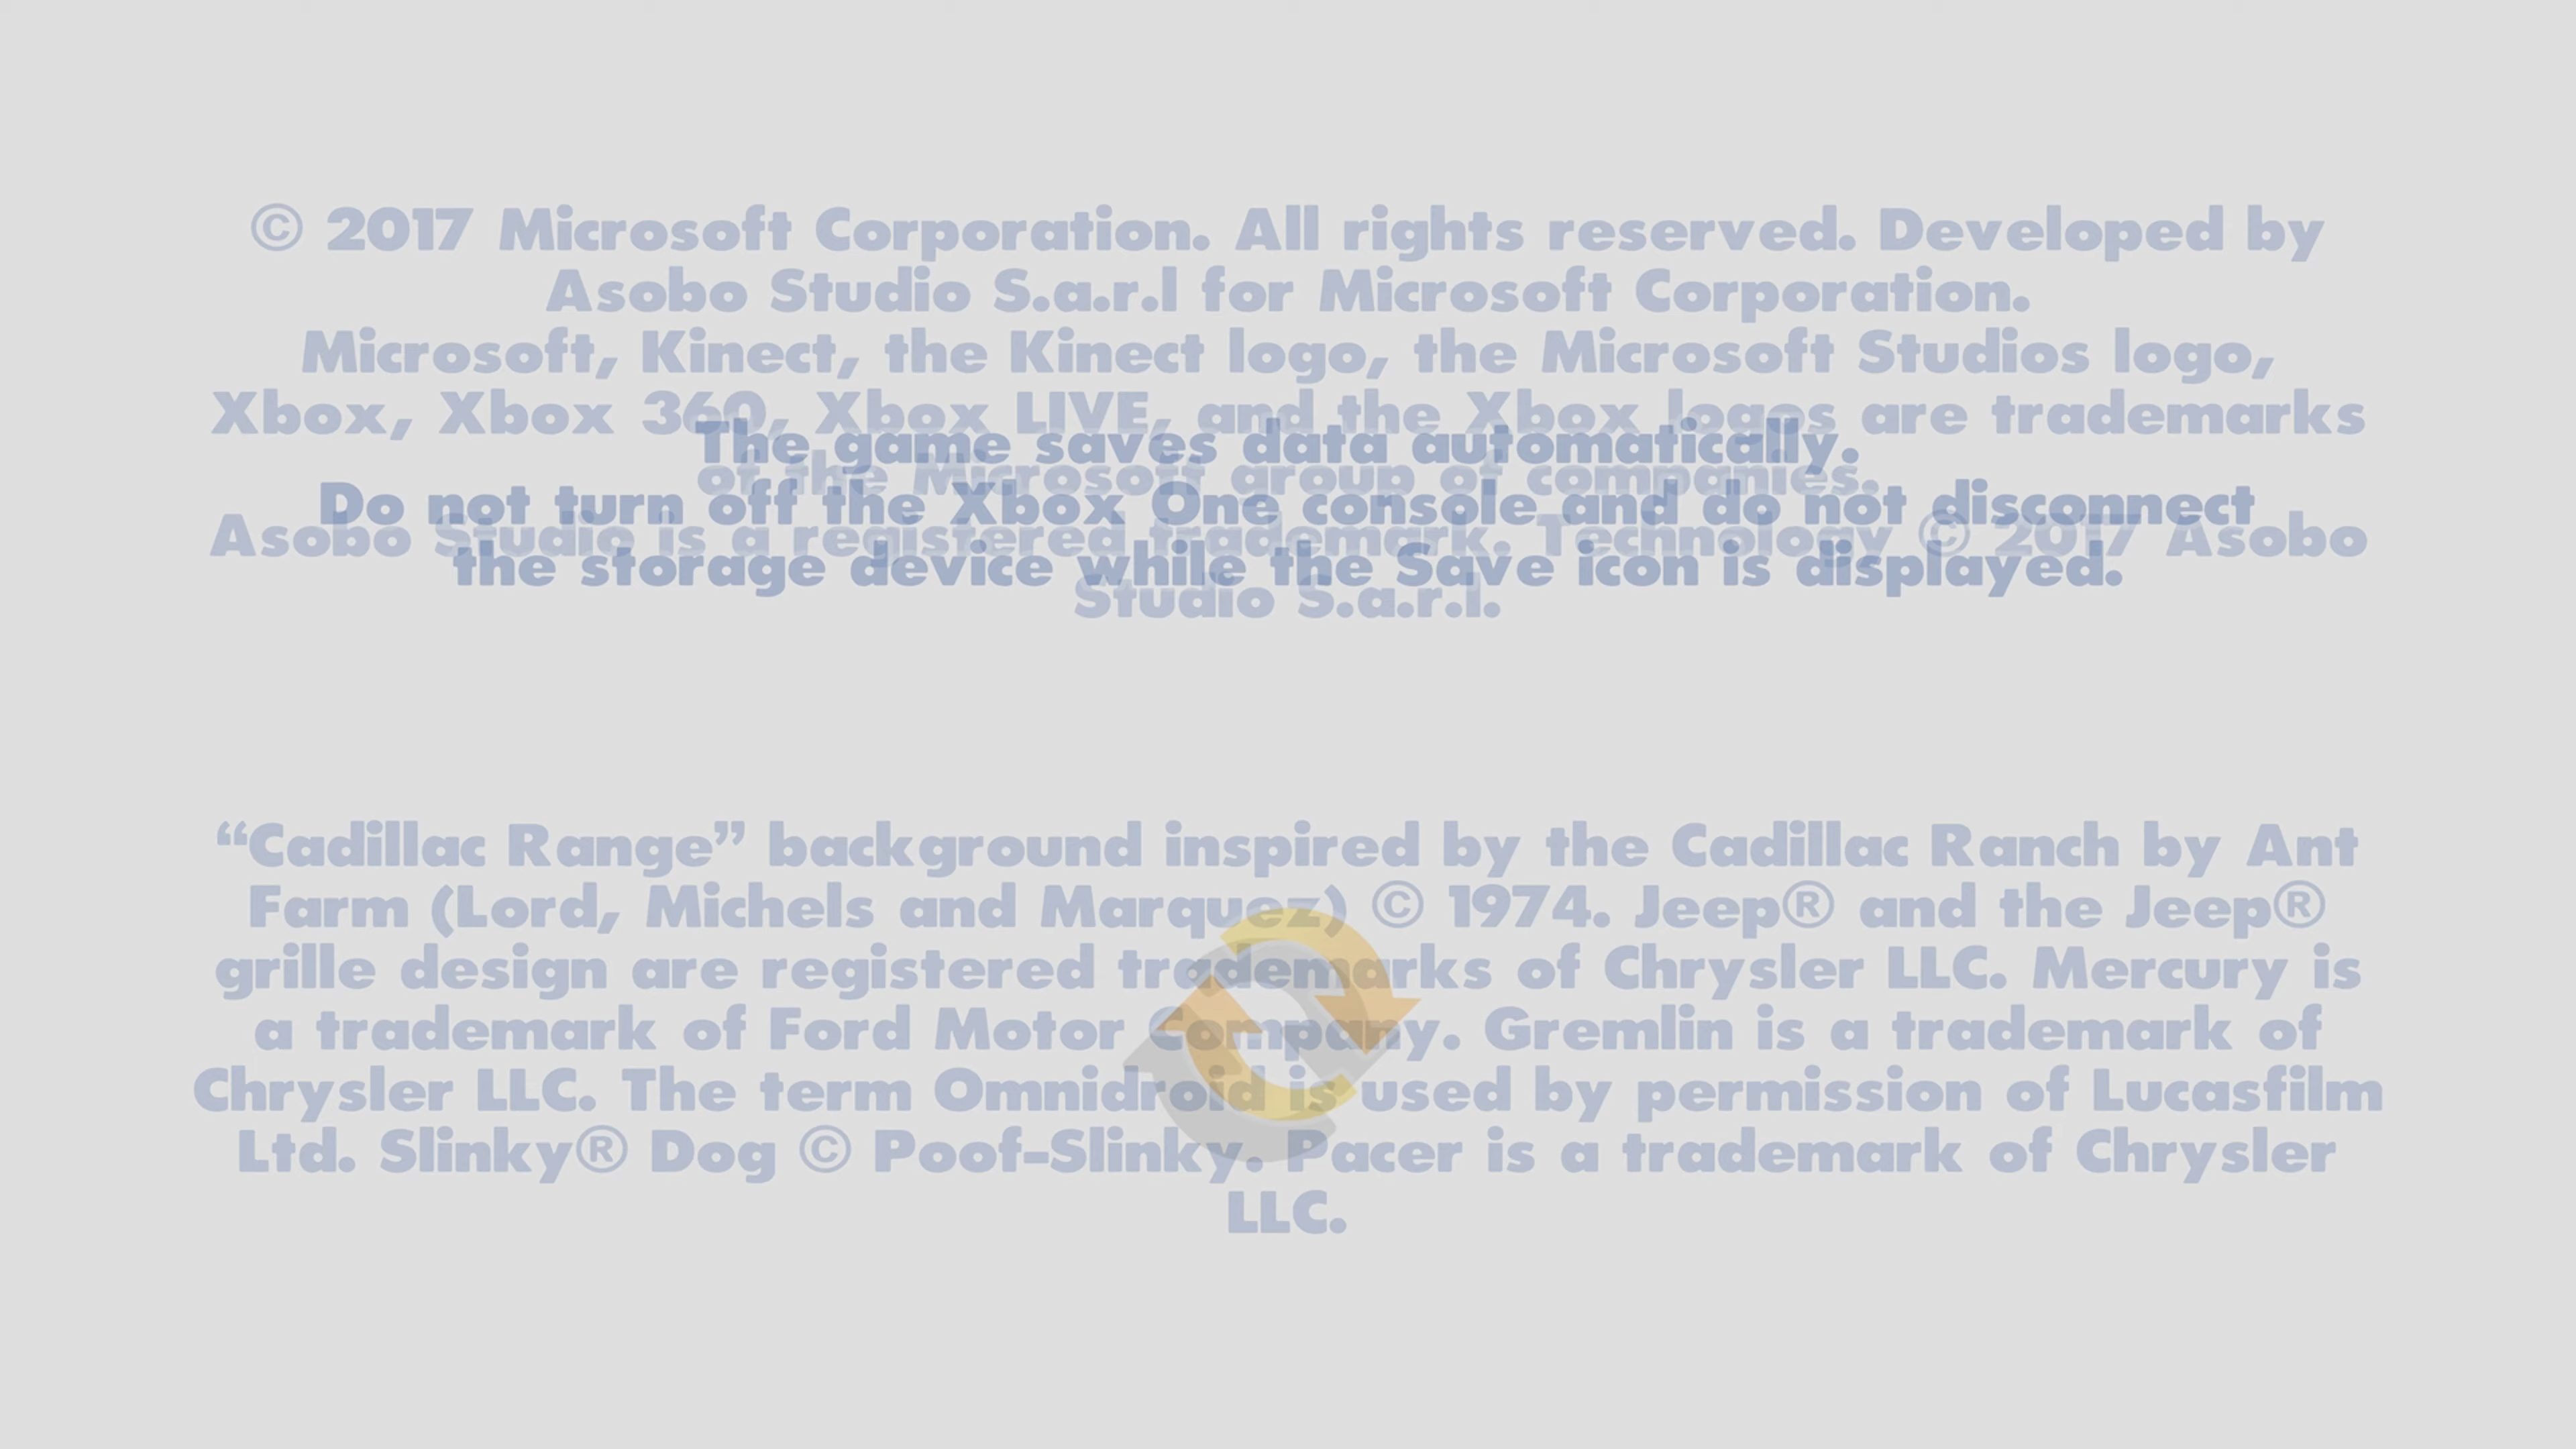 © 2017 Microsoft Corporation. All rights reserved. Developed by
Asobo Studio S.a.r.l for Microsoft Corporation.
Microsoft, Kinect, the Kinect logo, the Microsoft Studios logo,
Xbox, Xbox 360, Xbox LIVE, and the Xbox logos are trademarks
of the Microsoft group of companies.
Asobo Studio is a registered trademark. Technology © 2017 Asobo
Studio S.a.r.l.
The game saves data automatically.
Do not turn off the Xbox One console and do not disconnect
the storage device while the Save icon is displayed.
“Cadillac Range” background inspired by the Cadillac Ranch by Ant
Farm (Lord, Michels and Marquez) © 1974. Jeep® and the Jeep®
grille design are registered trademarks of Chrysler LLC. Mercury is
a trademark of Ford Motor Company. Gremlin is a trademark of
Chrysler LLC. The term Omnidroid is used by permission of Lucasfilm
Ltd. Slinky® Dog © Poof-Slinky. Pacer is a trademark of Chrysler
LLC.